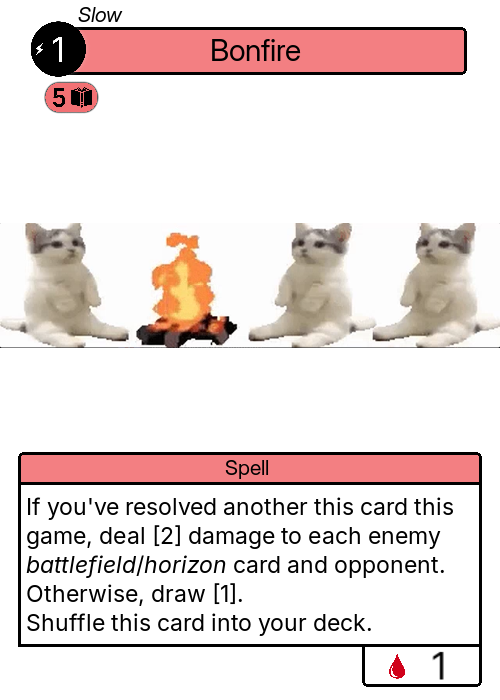 Slow
1
Bonfire
5
Spell
If you've resolved another this card this
game, deal [2] damage to each enemy
battlefield/horizon card and opponent.
Otherwise, draw [1].
Shuffle this card into your deck.
1